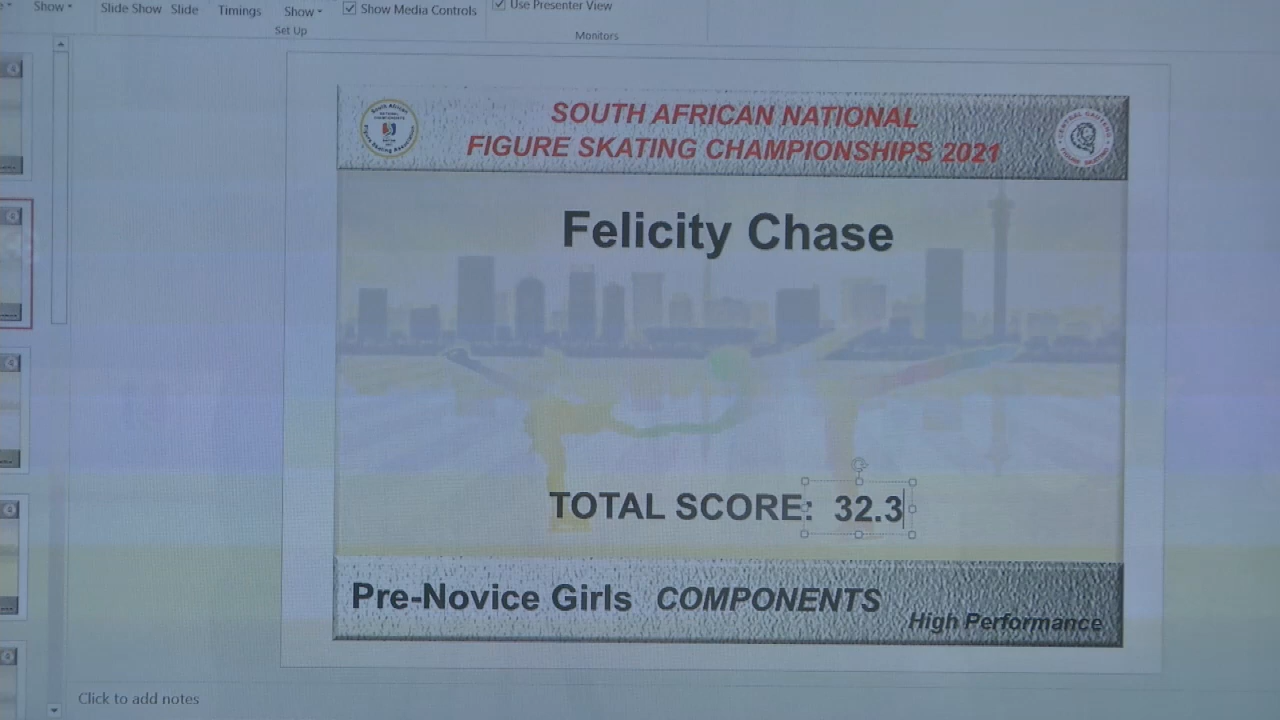 Show
Slide Show
Slide
Timings
Show
Show Media Controls
Use Presenter View
Set Up
Monitors
SOUTH AFRICAN NATIONAL
FIGURE SKATING CHAMPIONSHIPS 2021
Felicity Chase
TOTAL SCORE: 32.3
Pre-Novice Girls COMPONENTS
High Performance
Click to add notes